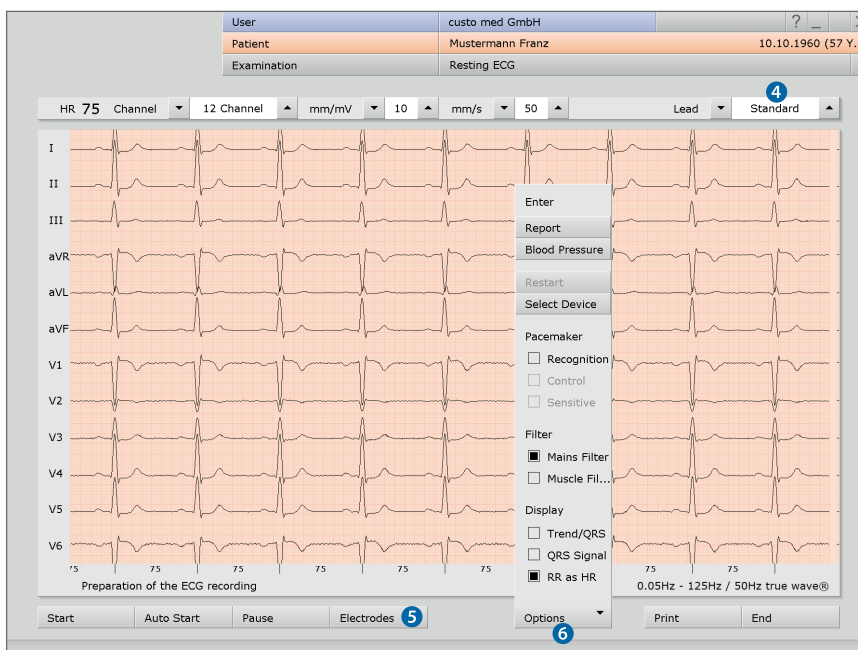 User custo med GmbH ? _
Patient Mustermann Franz 10.10.1960 (57 Y.
Examination Resting ECG
4
HR 75 Channel 12 Channel mm/mV 10 mm/s 50 Lead Standard
I
II
III
aVR
aVL
aVF
V1
V2
V3
V4
V5
V6
Enter
Report
Blood Pressure
Restart
Select Device
Pacemaker
Recognition
Control
Sensitive
Filter
Mains Filter
Muscle Fil...
Display
Trend/QRS
QRS Signal
RR as HR
75 75 75 75 75 75 75 75
Preparation of the ECG recording 0.05Hz - 125Hz / 50Hz true wave®
Start Auto Start Pause Electrodes 5 Options Print End
6